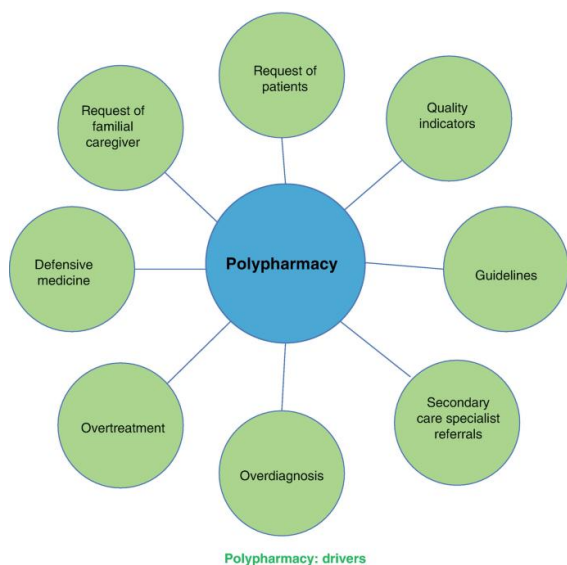 Request of
patients
Quality
indicators
Guidelines
Secondary
care specialist
referrals
Overdiagnosis
Overtreatment
Defensive
medicine
Request of
familial
caregiver
Polypharmacy
Polypharmacy: drivers